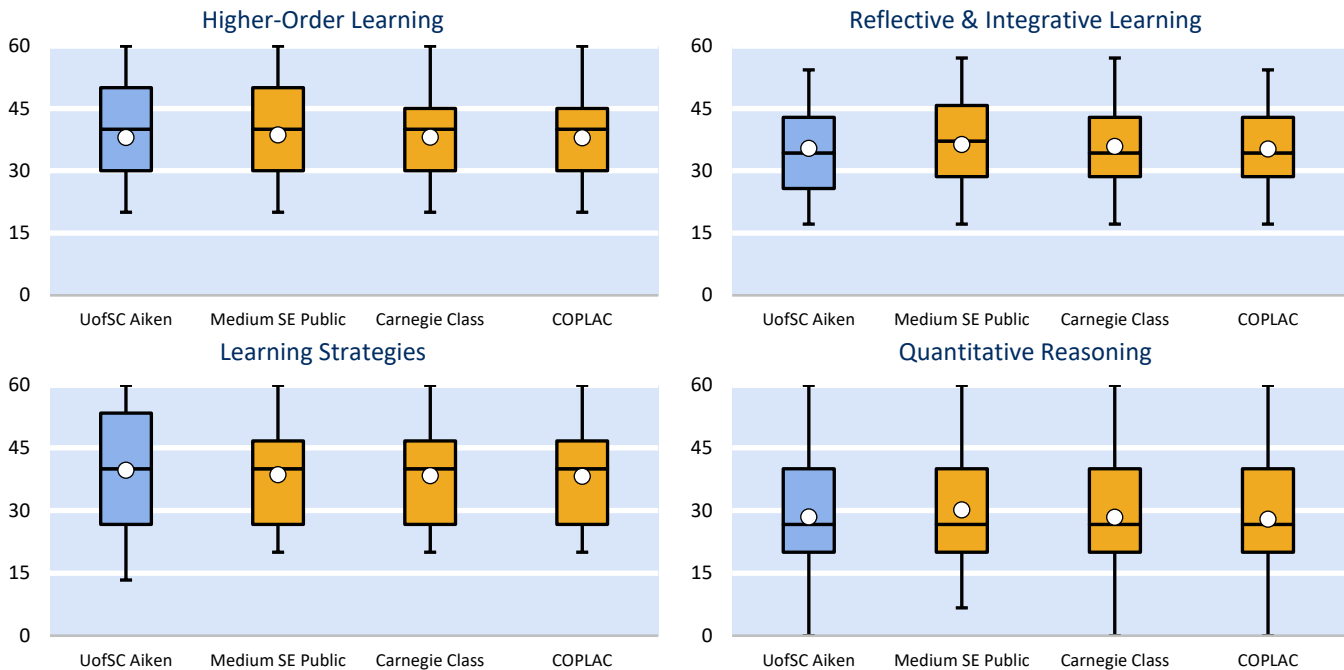 Higher-Order Learning
60
45
30
15
0
UofSC Aiken Medium SE Public Carnegie Class COPLAC
Reflective & Integrative Learning
60
45
30
15
0
UofSC Aiken Medium SE Public Carnegie Class COPLAC
Learning Strategies
60
45
30
15
0
UofSC Aiken Medium SE Public Carnegie Class COPLAC
Quantitative Reasoning
60
45
30
15
0
UofSC Aiken Medium SE Public Carnegie Class COPLAC